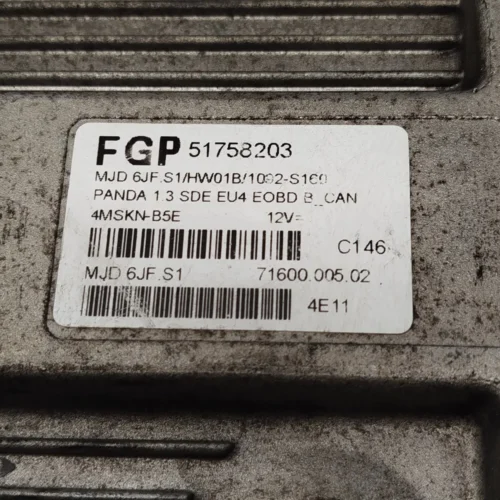 FGP 51758203
MJD 6JF.S1/HW01B/1092-S160
PANDA 1.3 SDE EU4 EOBD B_CAN
4MSKN-B5E 12V=
C146
MJD 6JF.S1 71600.005.02
4E11